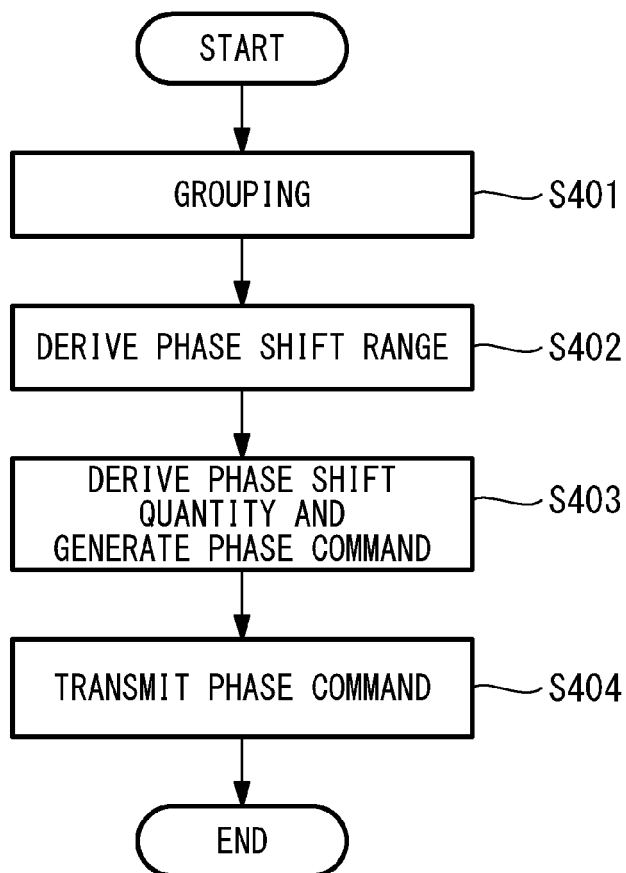 START
GROUPING
S401
DERIVE PHASE SHIFT RANGE
S402
DERIVE PHASE SHIFT
QUANTITY AND
GENERATE PHASE COMMAND
S403
TRANSMIT PHASE COMMAND
S404
END